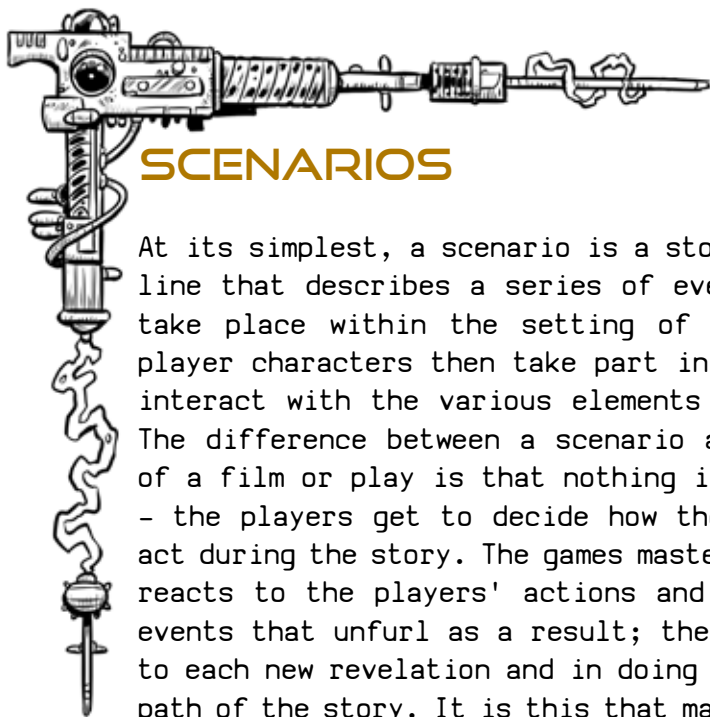 SCENARIOS
At its simplest, a scenario is a sto
line that describes a series of eve
take place within the setting of
player characters then take part in
interact with the various elements
The difference between a scenario a
of a film or play is that nothing i
– the players get to decide how the
act during the story. The games maste
reacts to the players' actions and
events that unfurl as a result; the
to each new revelation and in doing
path of the story. It is this that ma